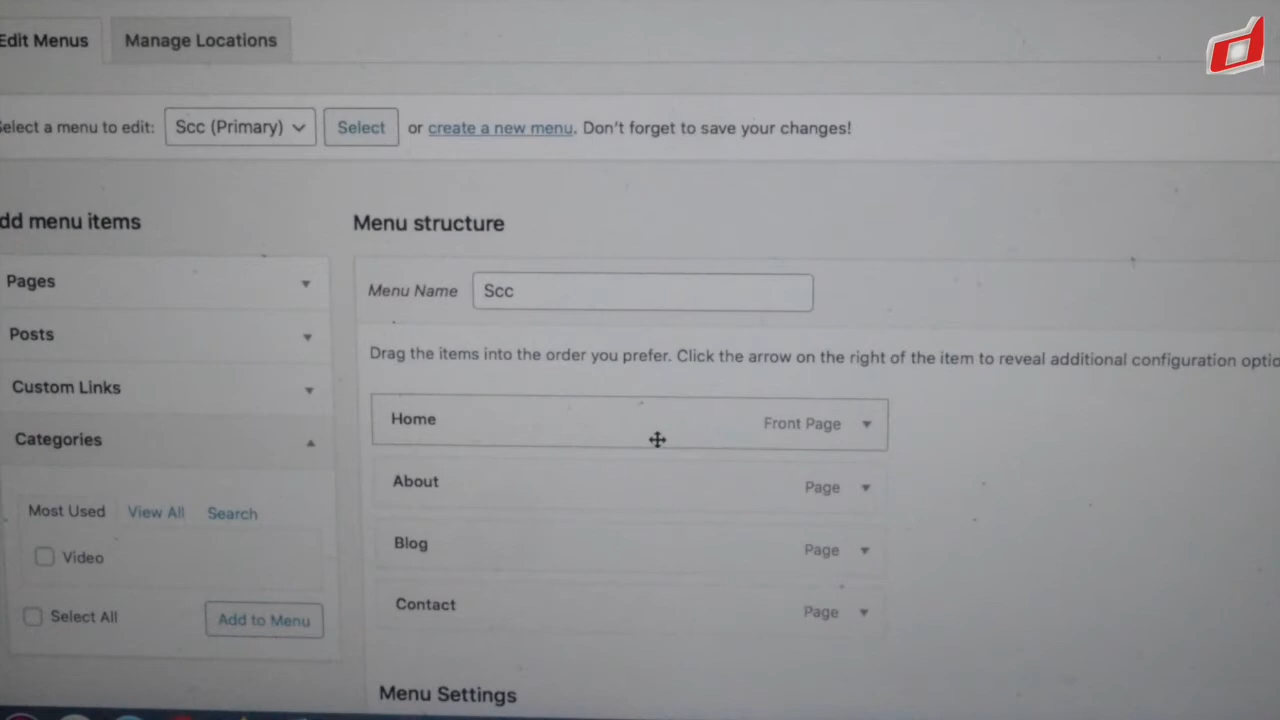 Edit Menus
Manage Locations
Select a menu to edit: Scc (Primary) Select or create a new menu. Don't forget to save your changes!
dd menu items
Menu structure
Pages
Menu Name Scc
Posts
Drag the items into the order you prefer. Click the arrow on the right of the item to reveal additional configuration optio
Custom Links
Home Front Page
Categories
About Page
Most Used View All Search
Blog Page
Video
Contact Page
Select All Add to Menu
Menu Settings